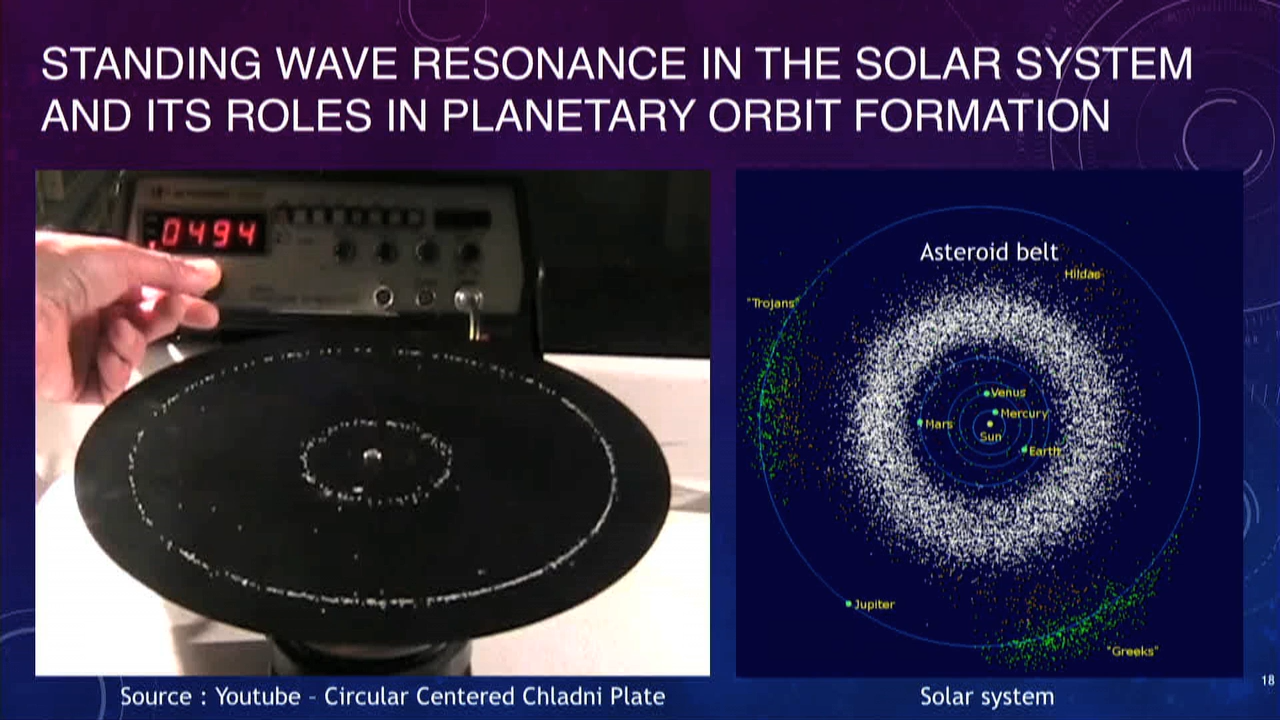 STANDING WAVE RESONANCE IN THE SOLAR SYSTEM
AND ITS ROLES IN PLANETARY ORBIT FORMATION
0494
Asteroid belt
Hildas
"Trojans"
Venus
Mercury
Mars
Sun
Earth
Jupiter
"Greeks"
Source : Youtube – Circular Centered Chladni Plate
Solar system
18